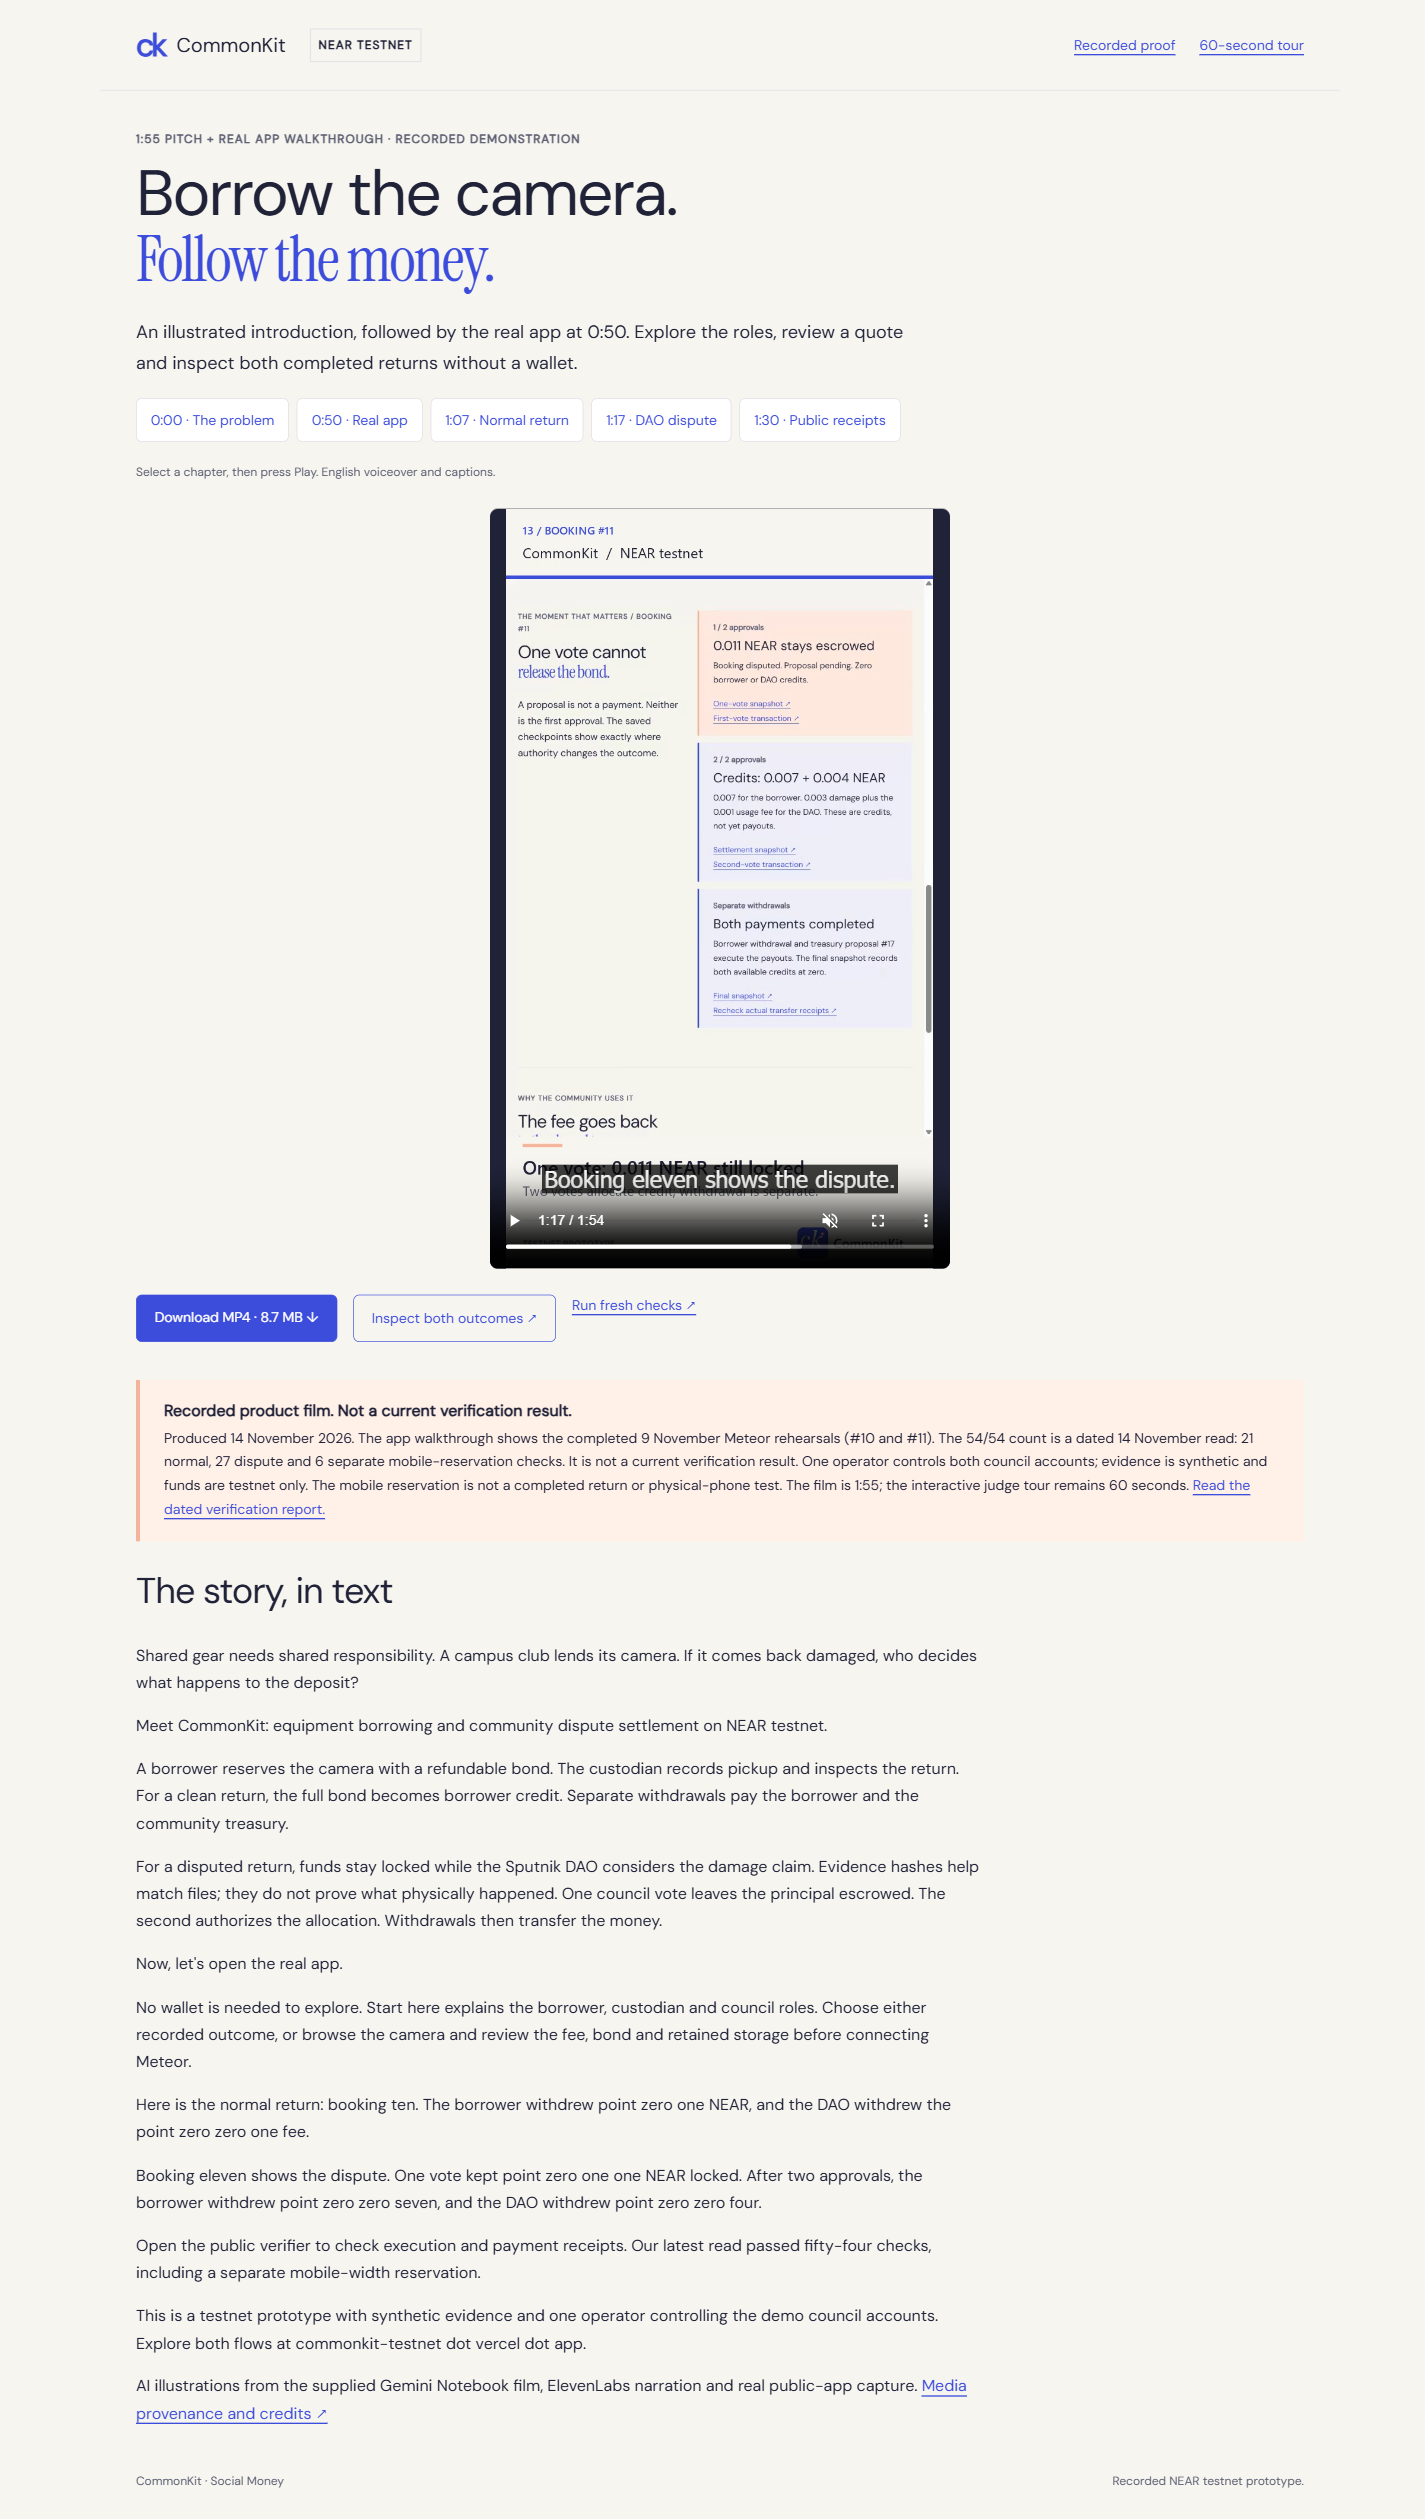 ck CommonKit NEAR TESTNET Recorded proof 60-second tour
1:55 PITCH + REAL APP WALKTHROUGH · RECORDED DEMONSTRATION
Borrow the camera.
Follow the money.
An illustrated introduction, followed by the real app at 0:50. Explore the roles, review a quote
and inspect both completed returns without a wallet.
0:00 · The problem 0:50 · Real app 1:07 · Normal return 1:17 · DAO dispute 1:30 · Public receipts
Select a chapter, then press Play. English voiceover and captions.
13 / BOOKING #11
CommonKit / NEAR testnet
THE MOMENT THAT MATTERS / BOOKING
#11
One vote cannot
release the bond.
A proposal is not a payment. Neither
is the first approval. The saved
checkpoints show exactly where
authority changes the outcome.
1 / 2 approvals
0.011 NEAR stays escrowed
Booking disputed. Proposal pending. Zero
borrower or DAO credits.
One-vote snapshot ↗
First-vote transaction ↗
2 / 2 approvals
Credits: 0.007 + 0.004 NEAR
0.007 for the borrower. 0.003 damage plus the
0.001 usage fee for the DAO. These are credits,
not yet payouts.
Settlement snapshot ↗
Second-vote transaction ↗
Separate withdrawals
Both payments completed
Borrower withdrawal and treasury proposal #17
execute the payouts. The final snapshot records
both available credits at zero.
Final snapshot ↗
Recheck actual transfer receipts ↗
WHY THE COMMUNITY USES IT
The fee goes back
One vote: 0.011 NEAR still locked
Booking eleven shows the dispute.
Two votes allocate credit; withdrawal is separate.
1:17 / 1:54
ck CommonKit
Download MP4 · 8.7 MB ↓ Inspect both outcomes ↗ Run fresh checks ↗
Recorded product film. Not a current verification result.
Produced 14 November 2026. The app walkthrough shows the completed 9 November Meteor rehearsals (#10 and #11). The 54/54 count is a dated 14 November read: 21
normal, 27 dispute and 6 separate mobile-reservation checks. It is not a current verification result. One operator controls both council accounts; evidence is synthetic and
funds are testnet only. The mobile reservation is not a completed return or physical-phone test. The film is 1:55; the interactive judge tour remains 60 seconds. Read the
dated verification report.
The story, in text
Shared gear needs shared responsibility. A campus club lends its camera. If it comes back damaged, who decides
what happens to the deposit?
Meet CommonKit: equipment borrowing and community dispute settlement on NEAR testnet.
A borrower reserves the camera with a refundable bond. The custodian records pickup and inspects the return.
For a clean return, the full bond becomes borrower credit. Separate withdrawals pay the borrower and the
community treasury.
For a disputed return, funds stay locked while the Sputnik DAO considers the damage claim. Evidence hashes help
match files; they do not prove what physically happened. One council vote leaves the principal escrowed. The
second authorizes the allocation. Withdrawals then transfer the money.
Now, let's open the real app.
No wallet is needed to explore. Start here explains the borrower, custodian and council roles. Choose either
recorded outcome, or browse the camera and review the fee, bond and retained storage before connecting
Meteor.
Here is the normal return: booking ten. The borrower withdrew point zero one NEAR, and the DAO withdrew the
point zero zero one fee.
Booking eleven shows the dispute. One vote kept point zero one one NEAR locked. After two approvals, the
borrower withdrew point zero zero seven, and the DAO withdrew point zero zero four.
Open the public verifier to check execution and payment receipts. Our latest read passed fifty-four checks,
including a separate mobile-width reservation.
This is a testnet prototype with synthetic evidence and one operator controlling the demo council accounts.
Explore both flows at commonkit-testnet dot vercel dot app.
AI illustrations from the supplied Gemini Notebook film, ElevenLabs narration and real public-app capture. Media
provenance and credits ↗
CommonKit · Social Money Recorded NEAR testnet prototype.